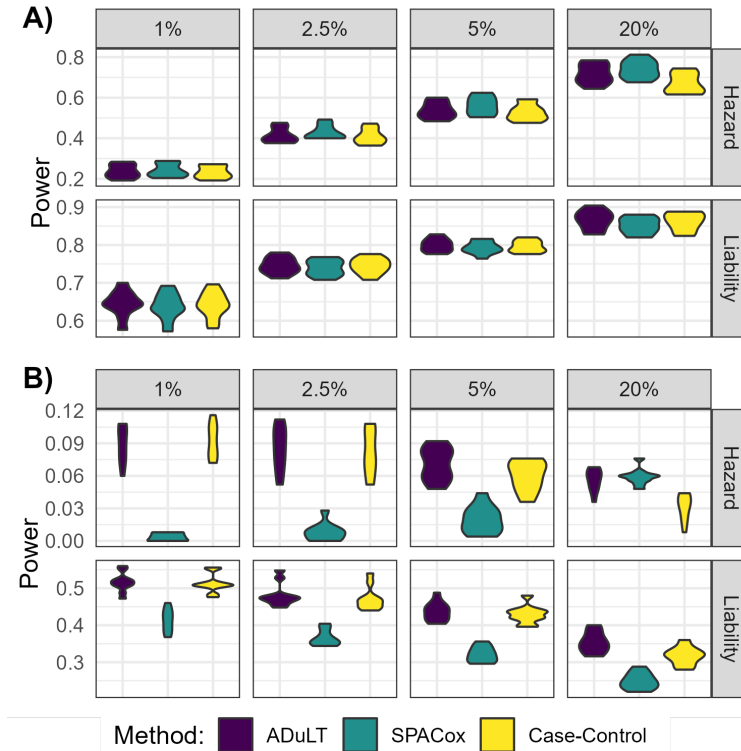 A)
1% 2.5% 5% 20%
0.8
0.6
0.4
0.2
Hazard
Power
0.9
0.8
0.7
0.6
Liability
B)
1% 2.5% 5% 20%
0.12
0.09
0.06
0.03
0.00
Hazard
Power
0.5
0.4
0.3
Liability
Method: ADuLT SPACox Case-Control